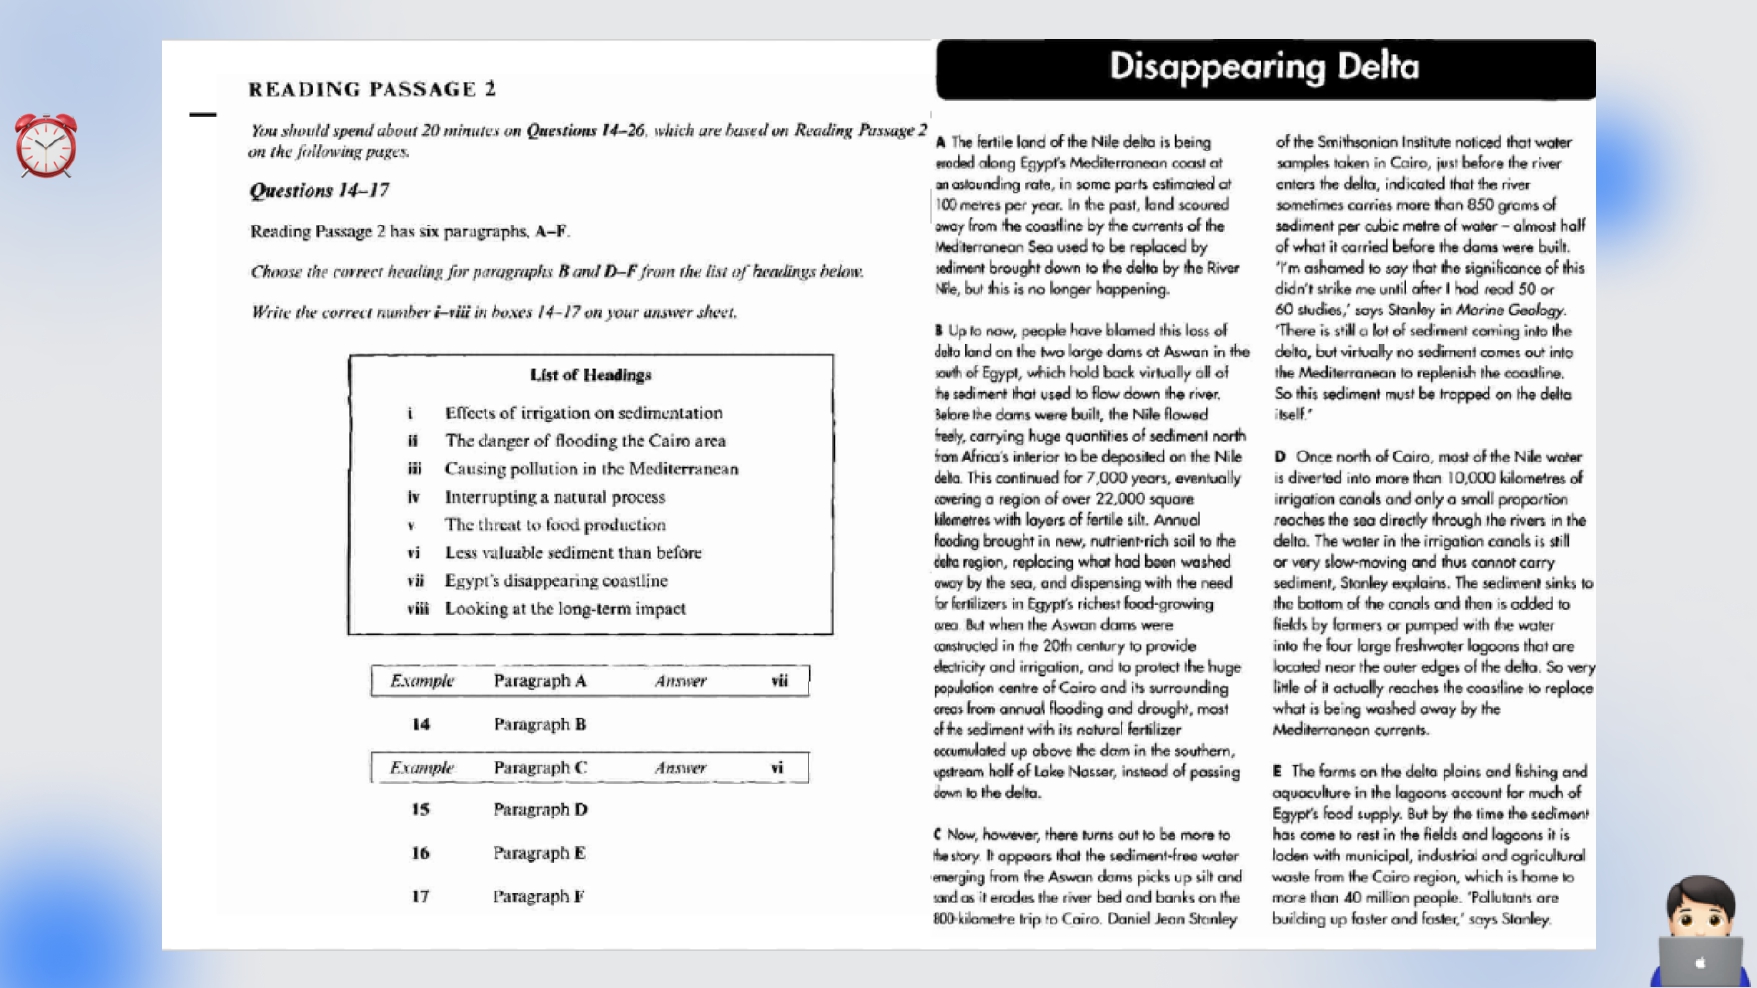 READING PASSAGE 2
You should spend about 20 minutes on Questions 14–26, which are based on Reading Passage 2
on the following pages.
Questions 14–17
Reading Passage 2 has six paragraphs, A–F.
Choose the correct heading for paragraphs B and D–F from the list of headings below.
Write the correct number i–viii in boxes 14–17 on your answer sheet.
List of Headings
i Effects of irrigation on sedimentation
ii The danger of flooding the Cairo area
iii Causing pollution in the Mediterranean
iv Interrupting a natural process
v The threat to food production
vi Less valuable sediment than before
vii Egypt's disappearing coastline
viii Looking at the long-term impact
Example Paragraph A Answer vii
14 Paragraph B
Example Paragraph C Answer vi
15 Paragraph D
16 Paragraph E
17 Paragraph F
Disappearing Delta
A The fertile land of the Nile delta is being
eroded along Egypt's Mediterranean coast at
an astounding rate, in some parts estimated at
100 metres per year. In the past, land scoured
away from the coastline by the currents of the
Mediterranean Sea used to be replaced by
sediment brought down to the delta by the River
Nile, but this is no longer happening.
B Up to now, people have blamed this loss of
delta land on the two large dams at Aswan in the
south of Egypt, which hold back virtually all of
the sediment that used to flow down the river.
Before the dams were built, the Nile flowed
freely, carrying huge quantities of sediment north
from Africa's interior to be deposited on the Nile
delta. This continued for 7,000 years, eventually
covering a region of over 22,000 square
kilometres with layers of fertile silt. Annual
flooding brought in new, nutrient-rich soil to the
delta region, replacing what had been washed
away by the sea, and dispensing with the need
for fertilizers in Egypt's richest food-growing
area. But when the Aswan dams were
constructed in the 20th century to provide
electricity and irrigation, and to protect the huge
population centre of Cairo and its surrounding
areas from annual flooding and drought, most
of the sediment with its natural fertilizer
accumulated up above the dam in the southern,
upstream half of Lake Nasser, instead of passing
down to the delta.
C Now, however, there turns out to be more to
the story. It appears that the sediment-free water
emerging from the Aswan dams picks up silt and
sand as it erodes the river bed and banks on the
800-kilometre trip to Cairo. Daniel Jean Stanley
of the Smithsonian Institute noticed that water
samples taken in Cairo, just before the river
enters the delta, indicated that the river
sometimes carries more than 850 grams of
sediment per cubic metre of water – almost half
of what it carried before the dams were built.
'I'm ashamed to say that the significance of this
didn't strike me until after I had read 50 or
60 studies,' says Stanley in Marine Geology.
'There is still a lot of sediment coming into the
delta, but virtually no sediment comes out into
the Mediterranean to replenish the coastline.
So this sediment must be trapped on the delta
itself.'
D Once north of Cairo, most of the Nile water
is diverted into more than 10,000 kilometres of
irrigation canals and only a small proportion
reaches the sea directly through the rivers in the
delta. The water in the irrigation canals is still
or very slow-moving and thus cannot carry
sediment, Stanley explains. The sediment sinks to
the bottom of the canals and then is added to
fields by farmers or pumped with the water
into the four large freshwater lagoons that are
located near the outer edges of the delta. So very
little of it actually reaches the coastline to replace
what is being washed away by the
Mediterranean currents.
E The farms on the delta plains and fishing and
aquaculture in the lagoons account for much of
Egypt's food supply. But by the time the sediment
has come to rest in the fields and lagoons it is
laden with municipal, industrial and agricultural
waste from the Cairo region, which is home to
more than 40 million people. 'Pollutants are
building up faster and faster,' says Stanley.